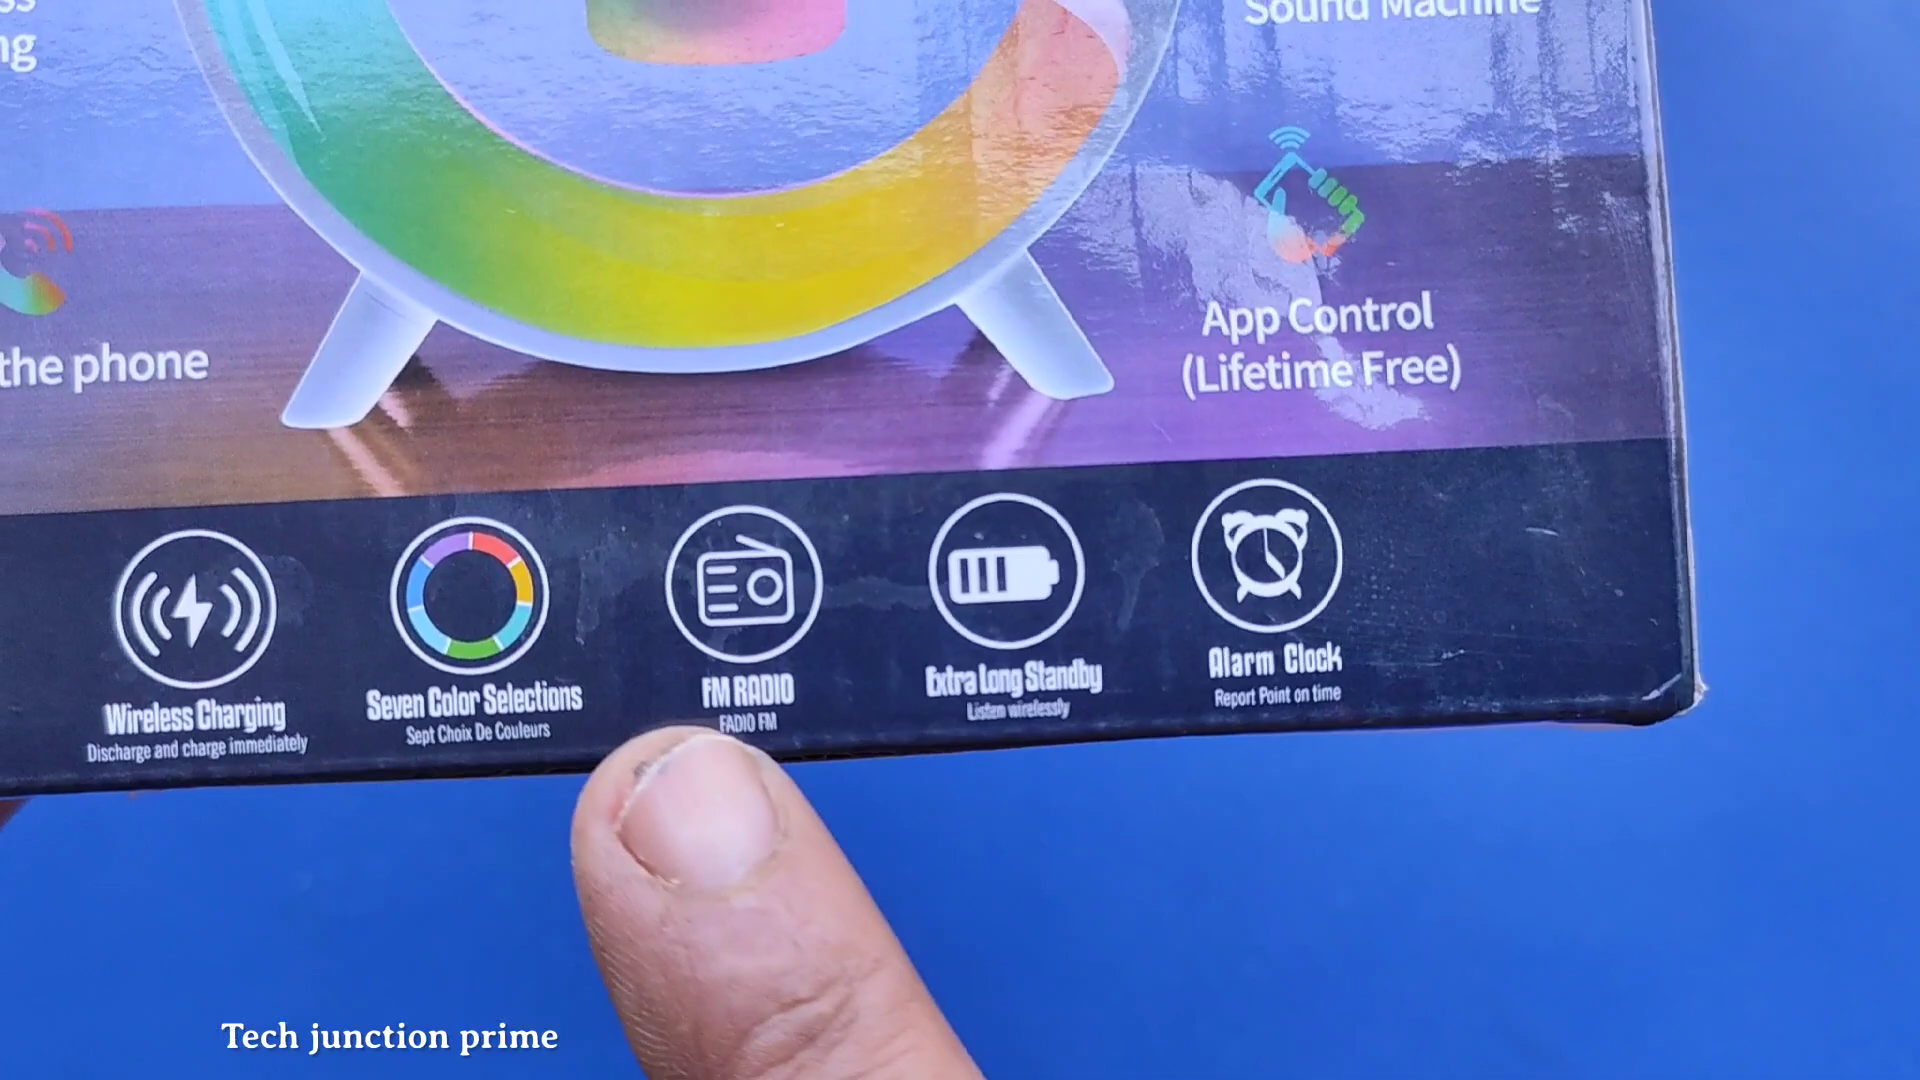 Sound Machine
ng
the phone
App Control
(Lifetime Free)
Wireless Charging
Discharge and charge immediately
Seven Color Selections
Sept Choix De Couleurs
FM RADIO
FADIO FM
Extra Long Standby
Listen wirelessly
Alarm Clock
Report Point on time
Tech junction prime